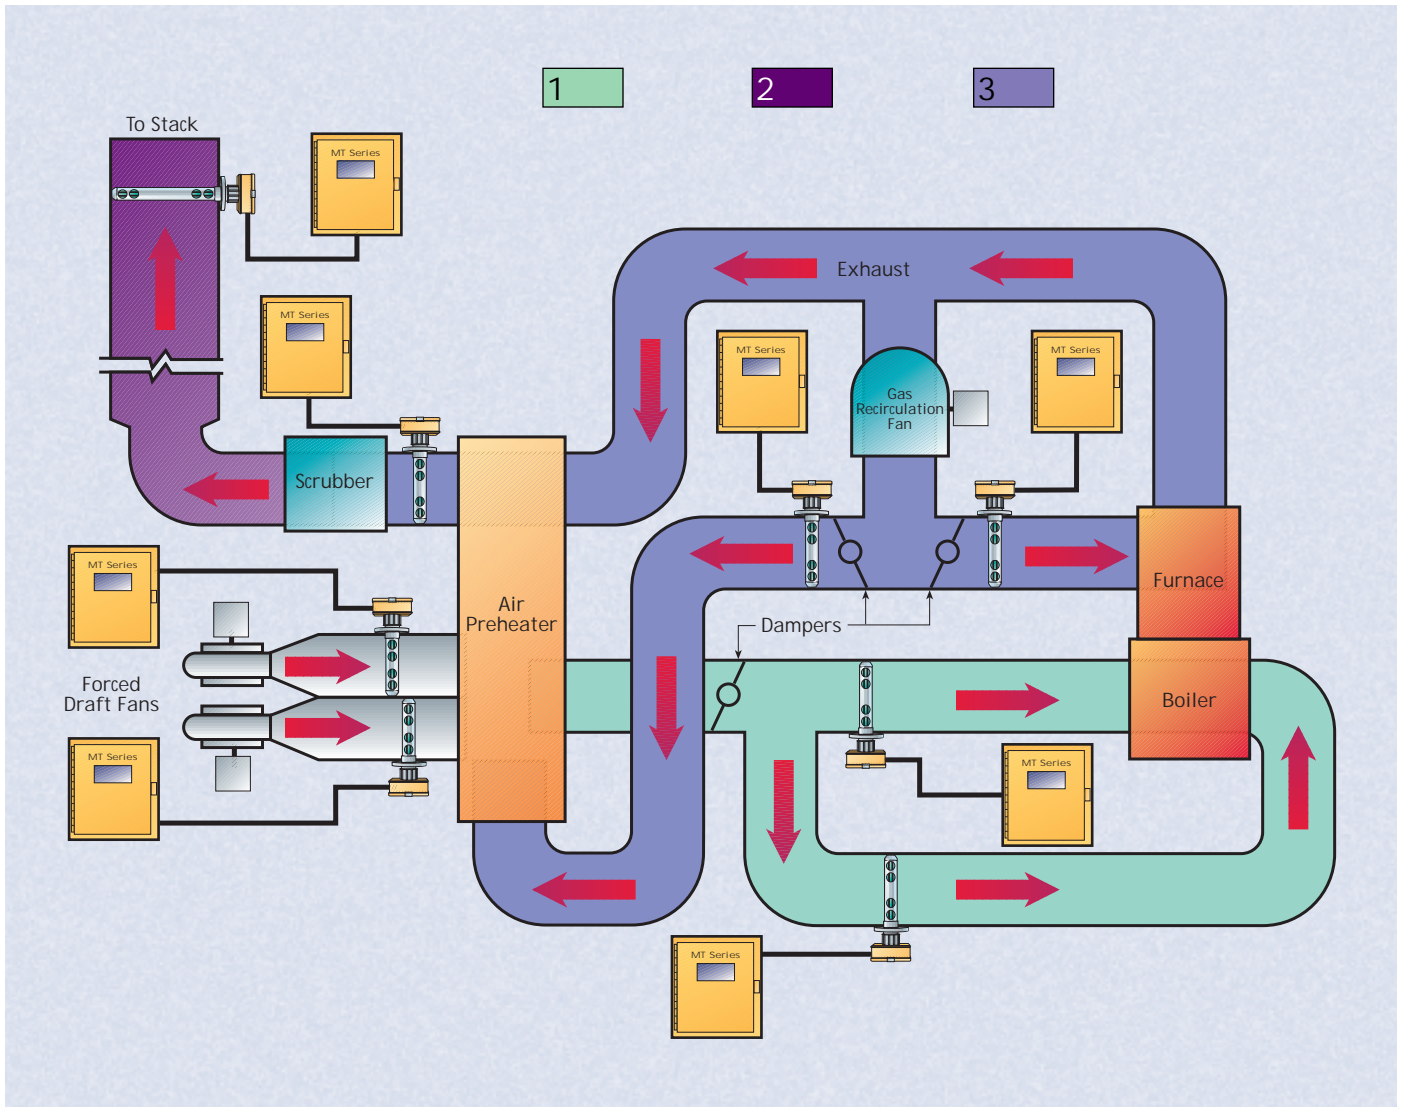 1
2
3
To Stack
MT Series
MT Series
Exhaust
MT Series
MT Series
Gas
Recirculation
Fan
Scrubber
MT Series
Air
Preheater
Furnace
Dampers
Forced
Draft Fans
Boiler
MT Series
MT Series
MT Series